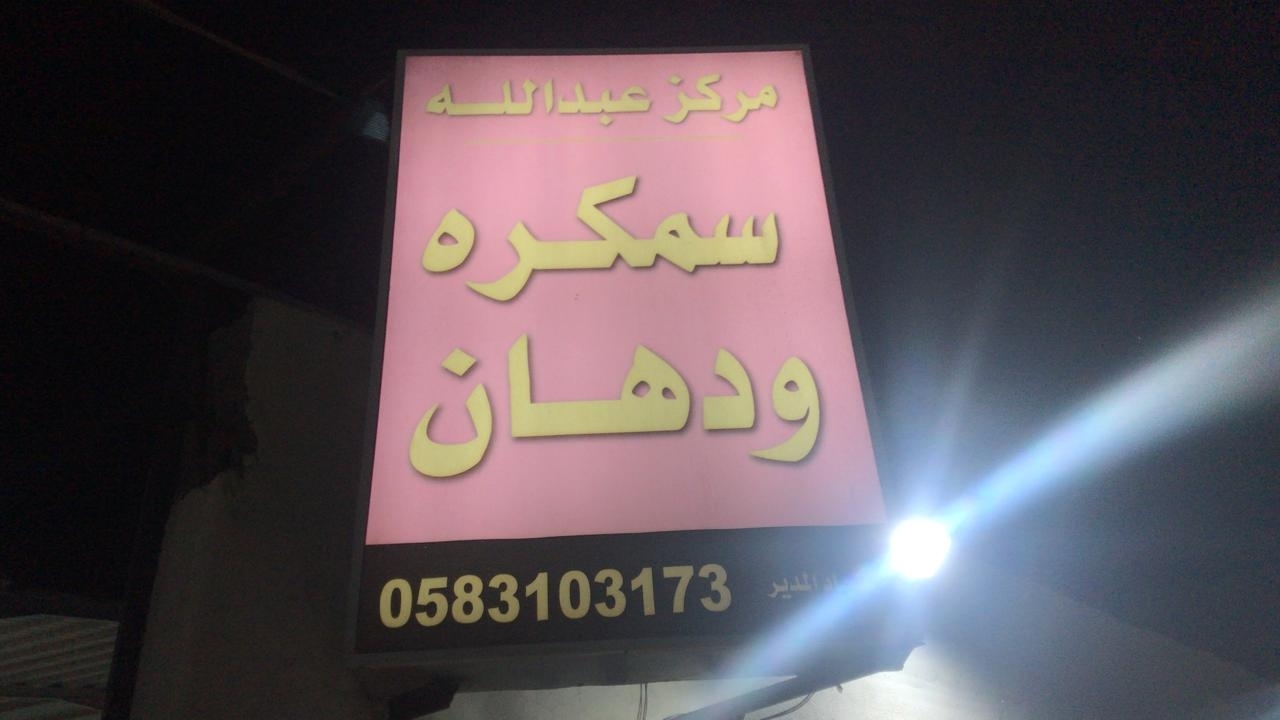 مركز عبدالله
سمكره
ودهان
0583103173 المدير